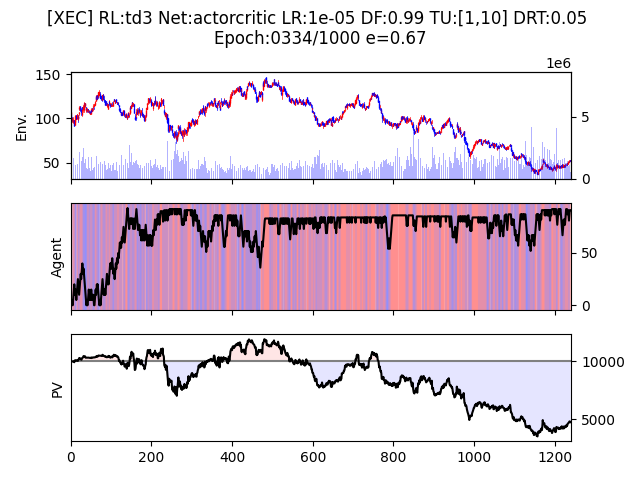 [XEC] RL:td3 Net:actorcritic LR:1e-05 DF:0.99 TU:[1,10] DRT:0.05
Epoch:0334/1000 e=0.67
1e6
150
100
50
Env.
5
0
Agent
50
0
PV
10000
5000
0 200 400 600 800 1000 1200